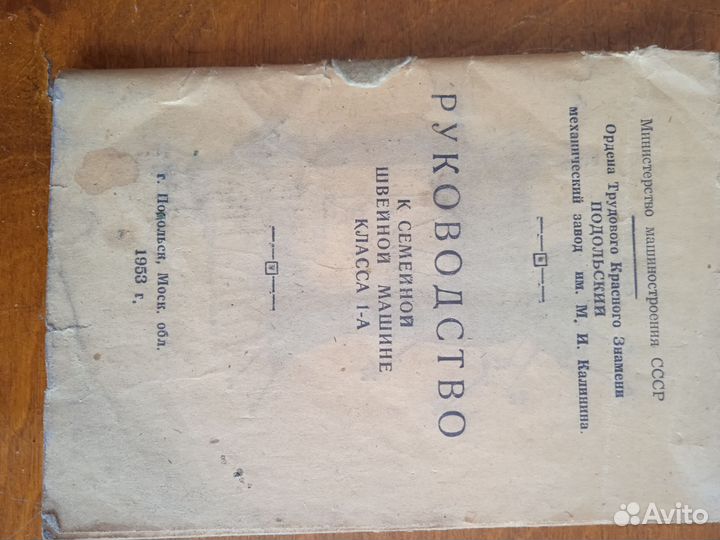 Министерство машиностроения СССР
Ордена Трудового Красного Знамени
ПОДОЛЬСКИЙ
механический завод им. М. И. Калинина.
РУКОВОДСТВО
К СЕМЕЙНОЙ
ШВЕЙНОЙ МАШИНЕ
КЛАССА 1-А
г. Подольск, Моск. обл.
1953 г.
Avito